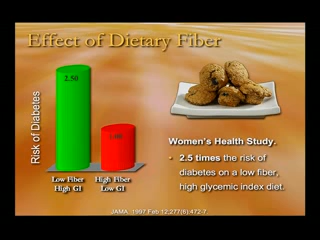 Effect of Dietary Fiber
Risk of Diabetes
2.50
1.00
Low Fiber
High GI
High Fiber
Low GI
Women's Health Study.
- 2.5 times the risk of
diabetes on a low fiber,
high glycemic index diet.
JAMA. 1997 Feb 12;277(6):472-7.